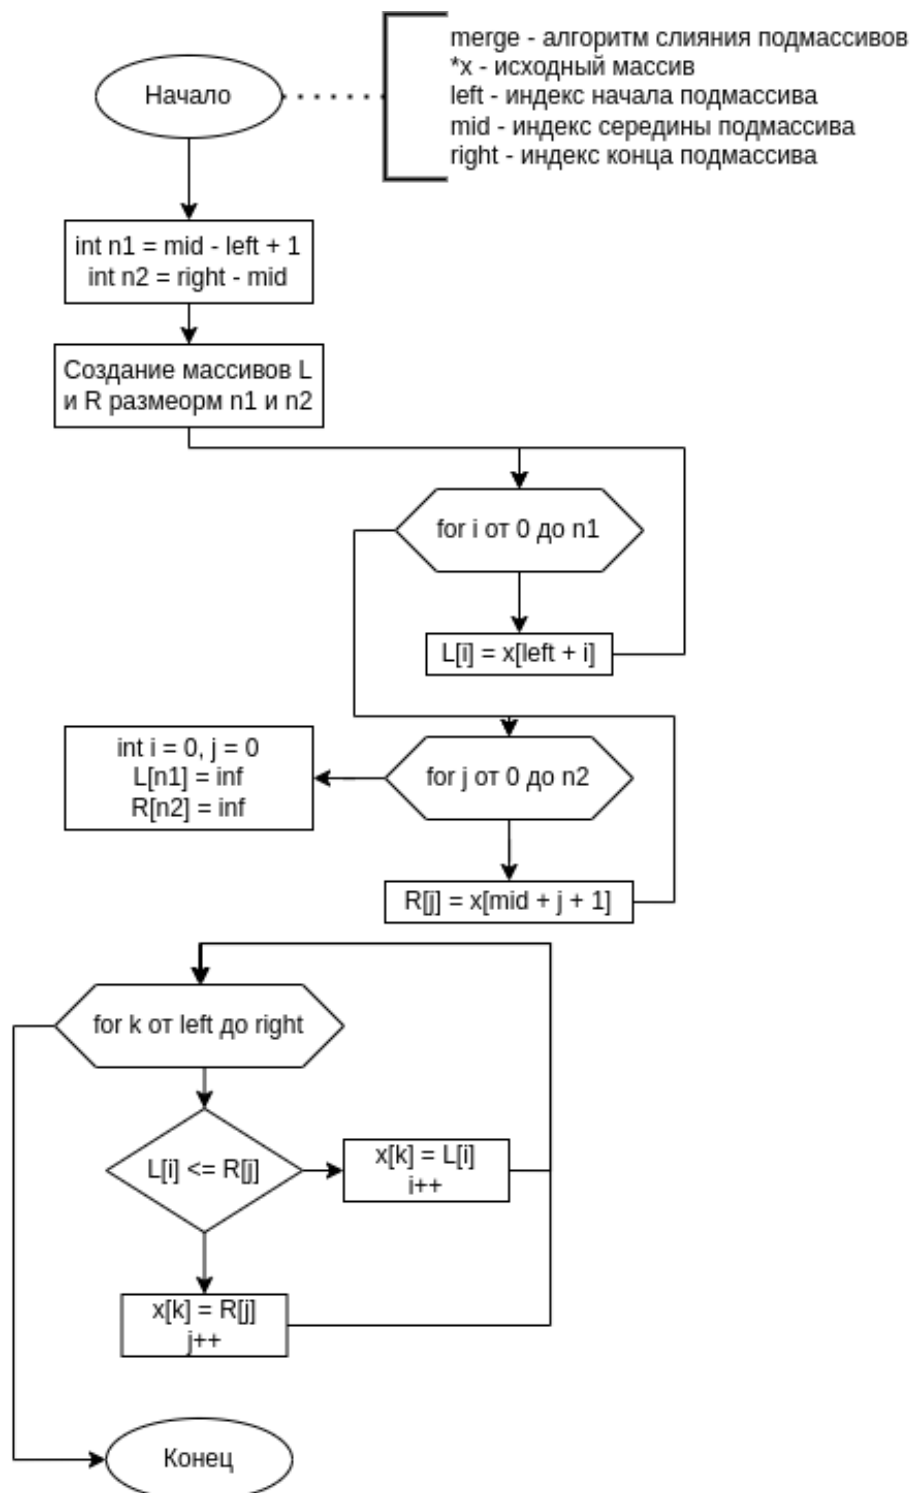 merge - алгоритм слияния подмассивов
*x - исходный массив
left - индекс начала подмассива
mid - индекс середины подмассива
right - индекс конца подмассива
Начало
int n1 = mid - left + 1
int n2 = right - mid
Создание массивов L
и R размеорм n1 и n2
for i от 0 до n1
L[i] = x[left + i]
for j от 0 до n2
int i = 0, j = 0
L[n1] = inf
R[n2] = inf
R[j] = x[mid + j + 1]
for k от left до right
L[i] <= R[j]
x[k] = L[i]
i++
x[k] = R[j]
j++
Конец